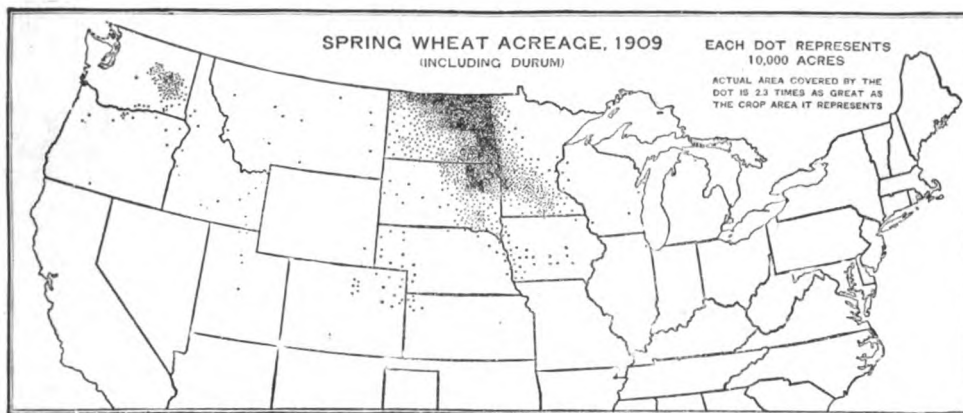 SPRING WHEAT ACREAGE, 1909
(INCLUDING DURUM)
EACH DOT REPRESENTS
10,000 ACRES
ACTUAL AREA COVERED BY THE
DOT IS 2.3 TIMES AS GREAT AS
THE CROP AREA IT REPRESENTS